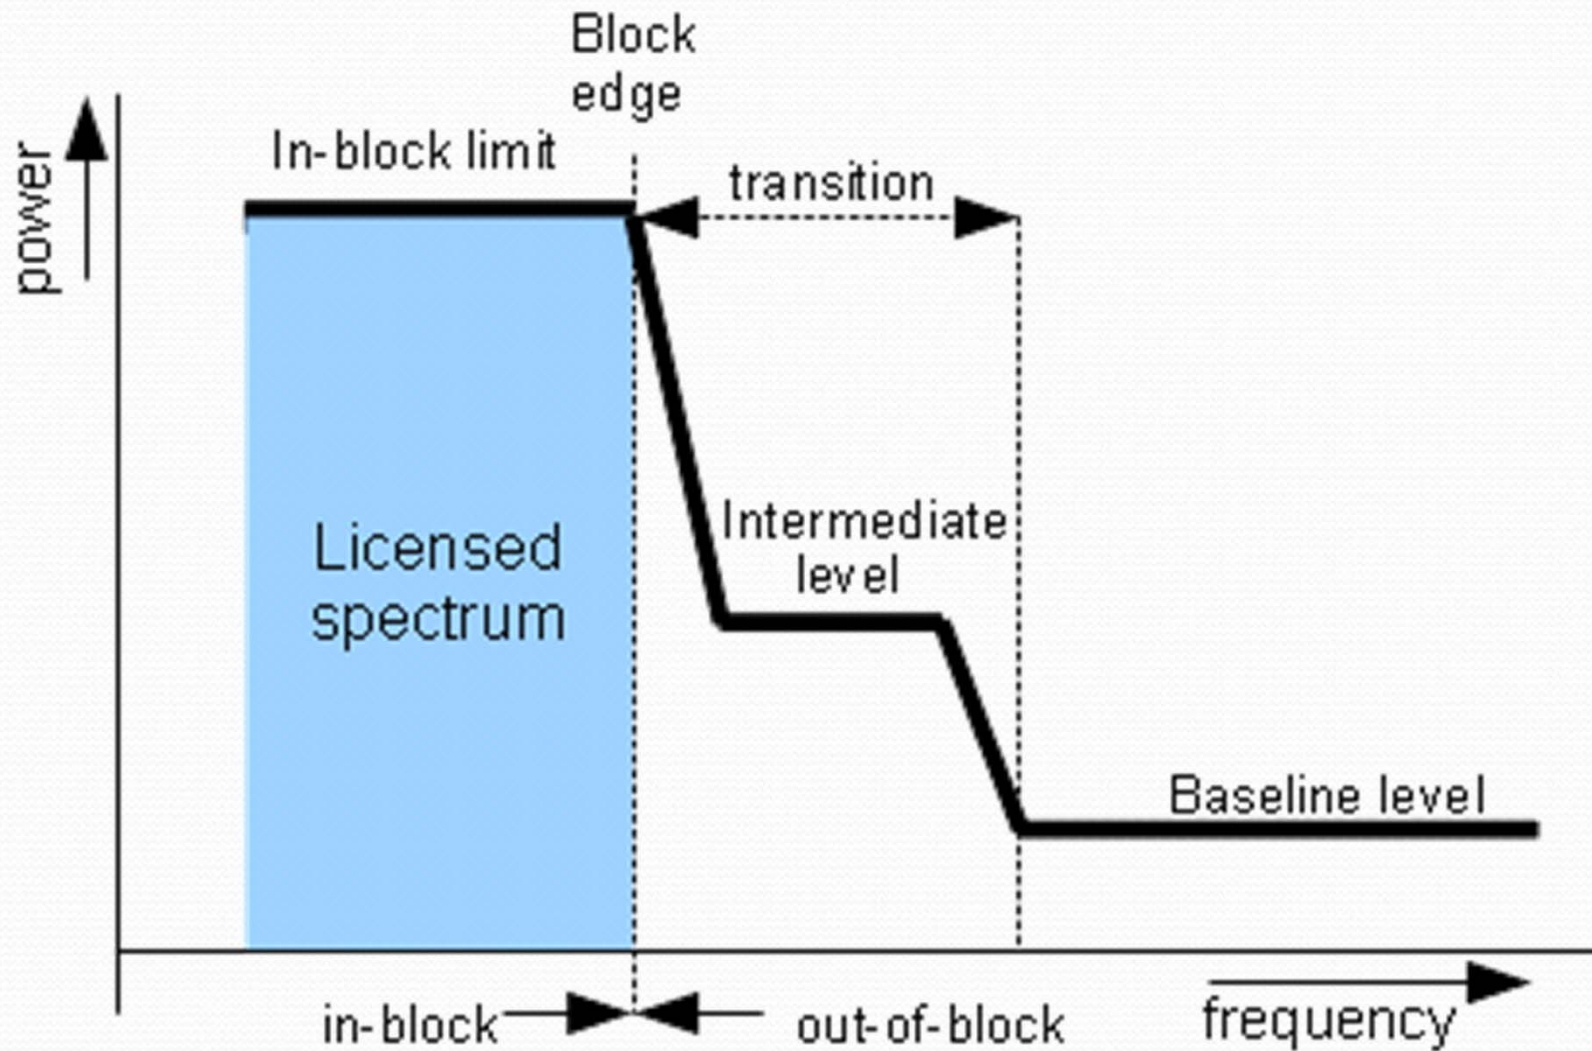 Block
edge
In-block limit
transition
power
Intermediate
level
Licensed
spectrum
Baseline level
in-block
out-of-block
frequency